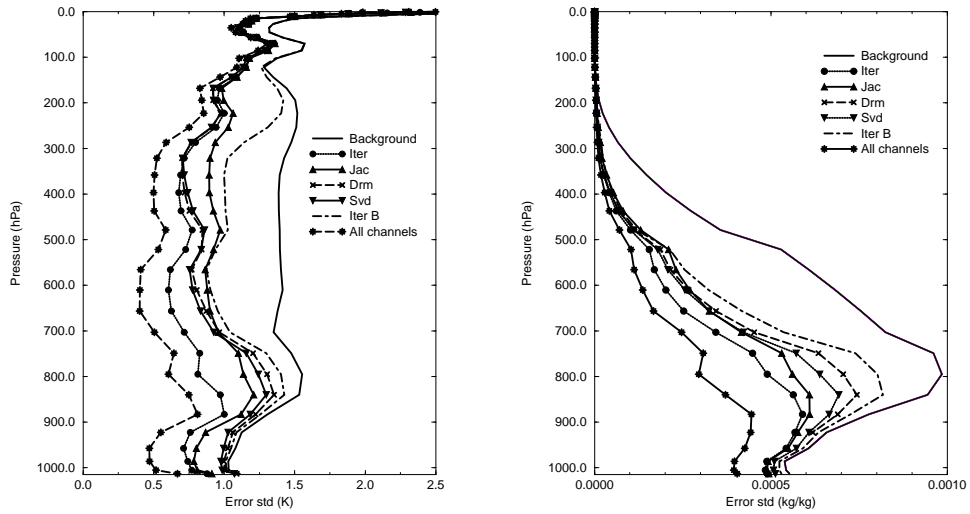 0.0
100.0
200.0
300.0
400.0
500.0
600.0
700.0
800.0
900.0
1000.0
Pressure (hPa)
Background
Iter
Jac
Drm
Svd
Iter B
All channels
0.0
0.5
1.0
1.5
2.0
2.5
Error std (K)
0.0
100.0
200.0
300.0
400.0
500.0
600.0
700.0
800.0
900.0
1000.0
Pressure (hPa)
Background
Iter
Jac
Drm
Svd
Iter B
All channels
0.0000
0.0005
0.0010
Error std (kg/kg)